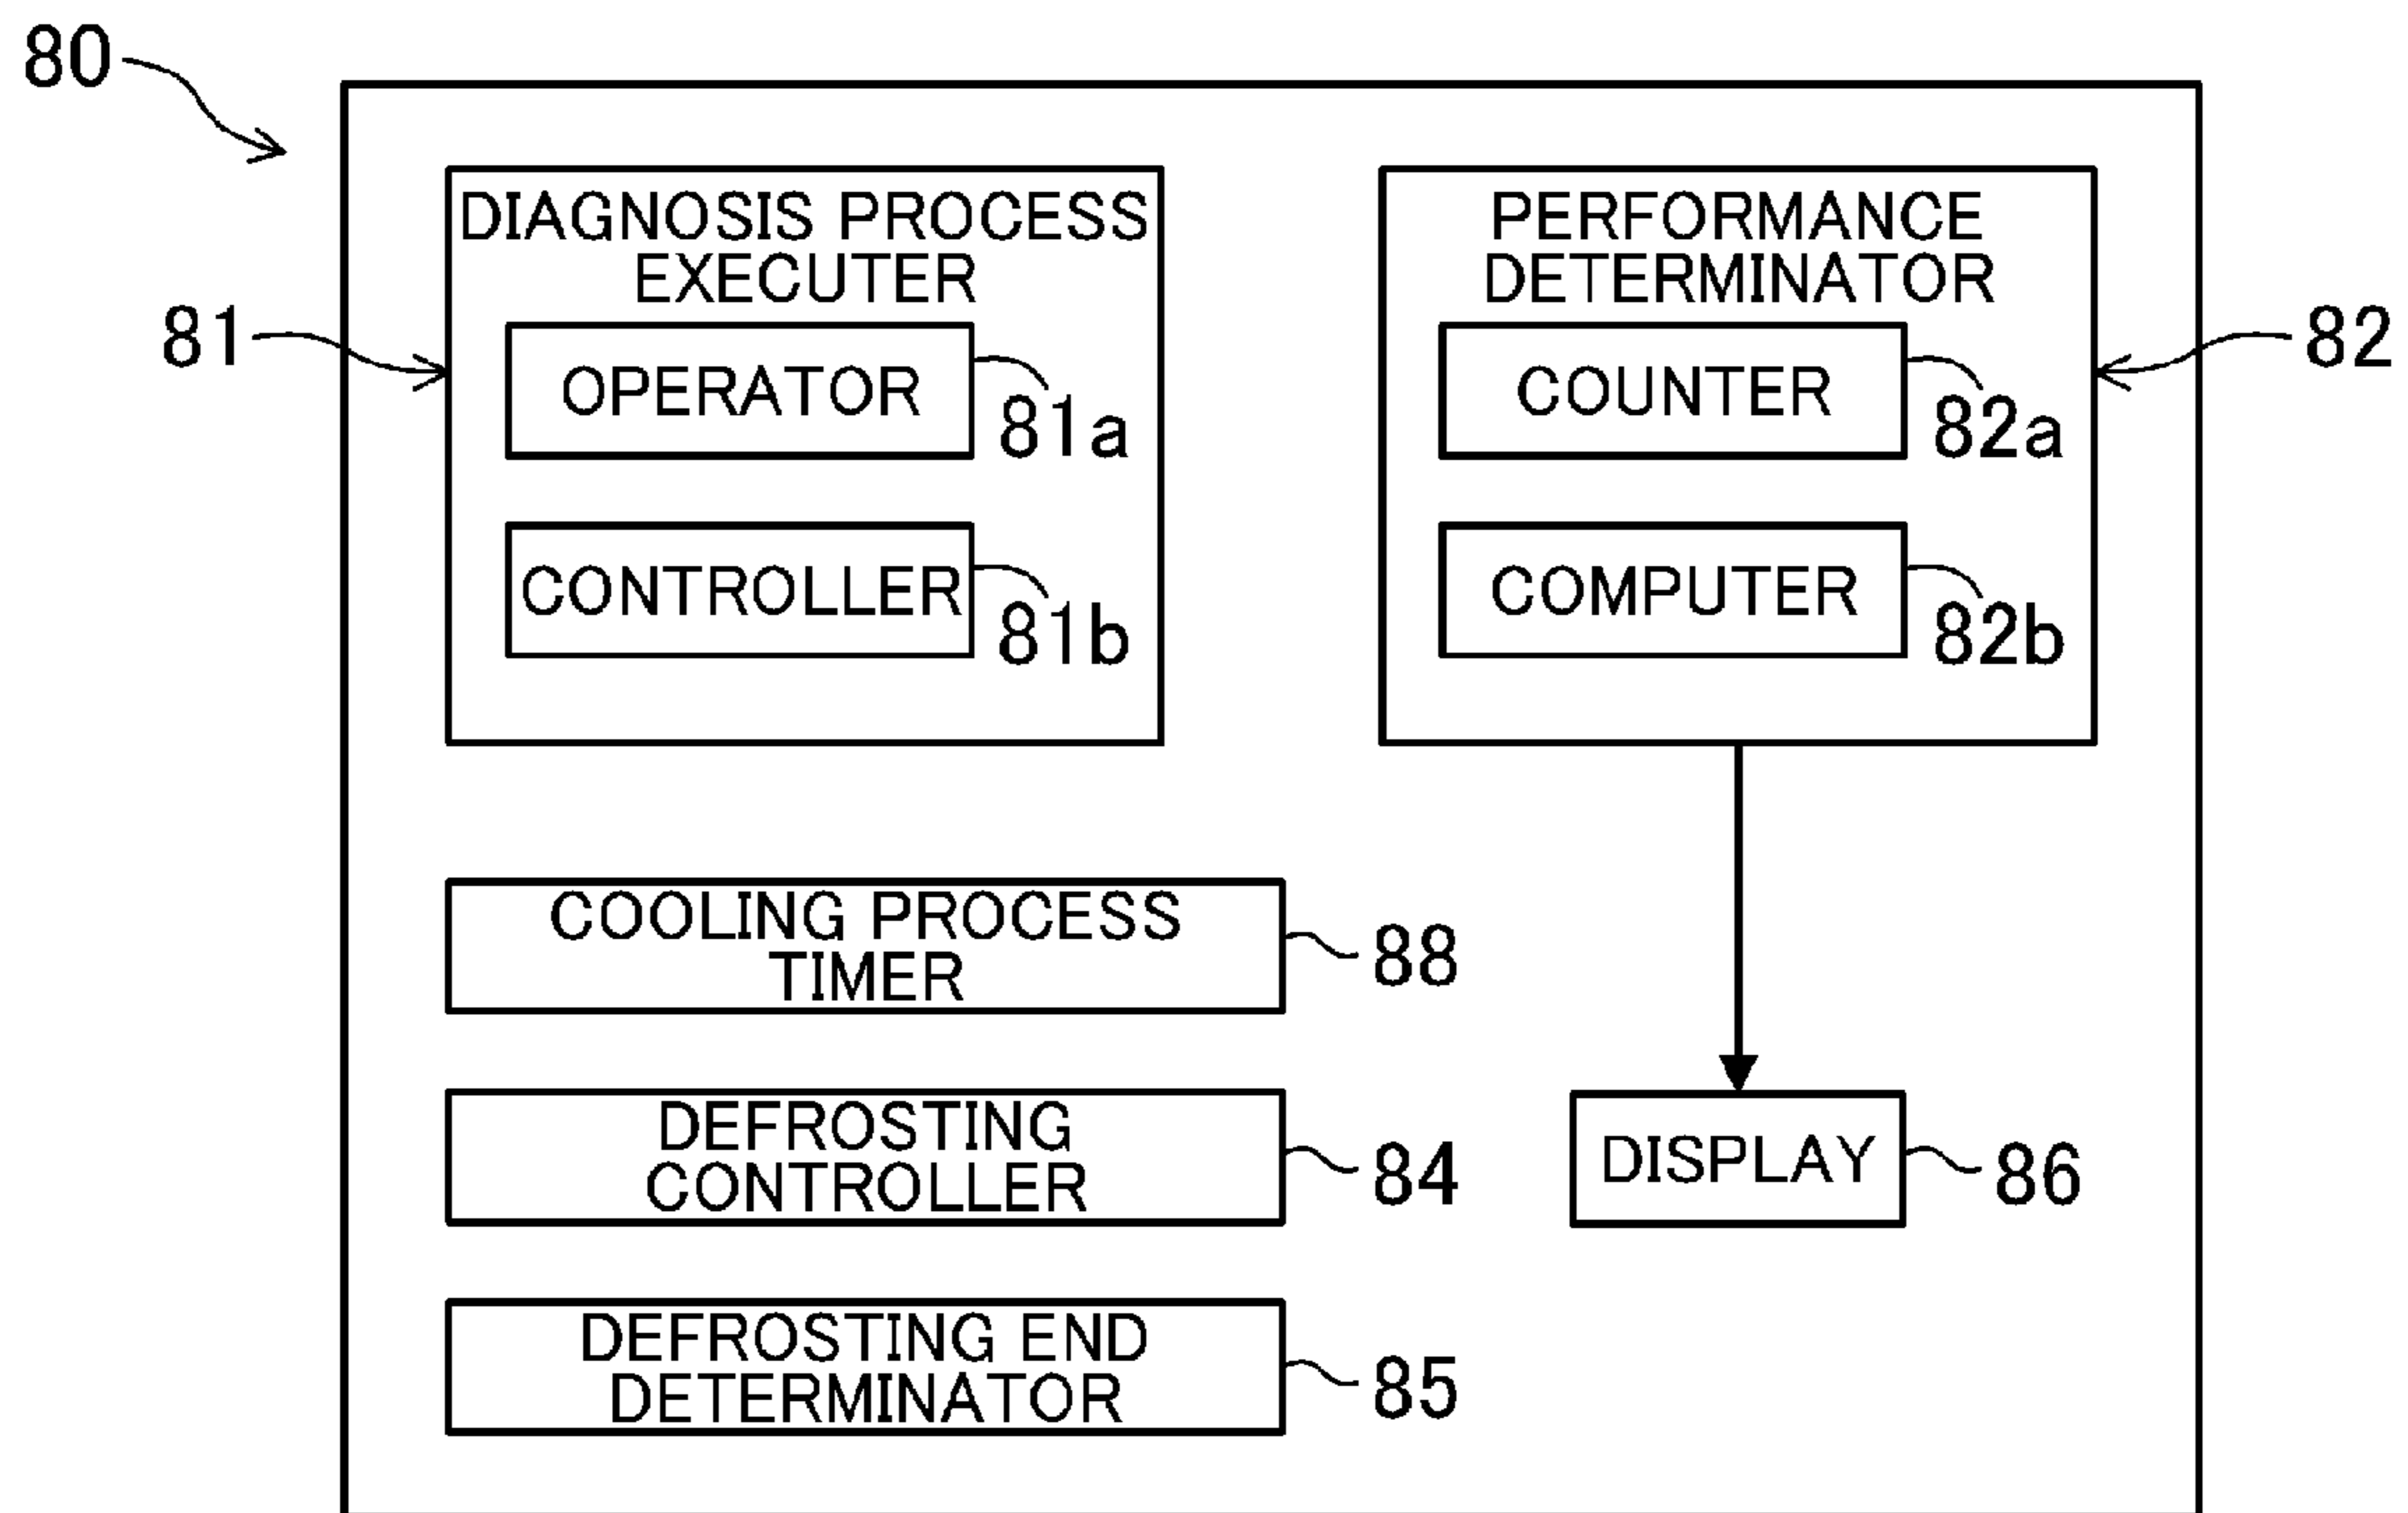 80
DIAGNOSIS PROCESS
EXECUTER
81
OPERATOR
81a
CONTROLLER
81b
PERFORMANCE
DETERMINATOR
82
COUNTER
82a
COMPUTER
82b
COOLING PROCESS
TIMER
88
DEFROSTING
CONTROLLER
84
DISPLAY
86
DEFROSTING END
DETERMINATOR
85